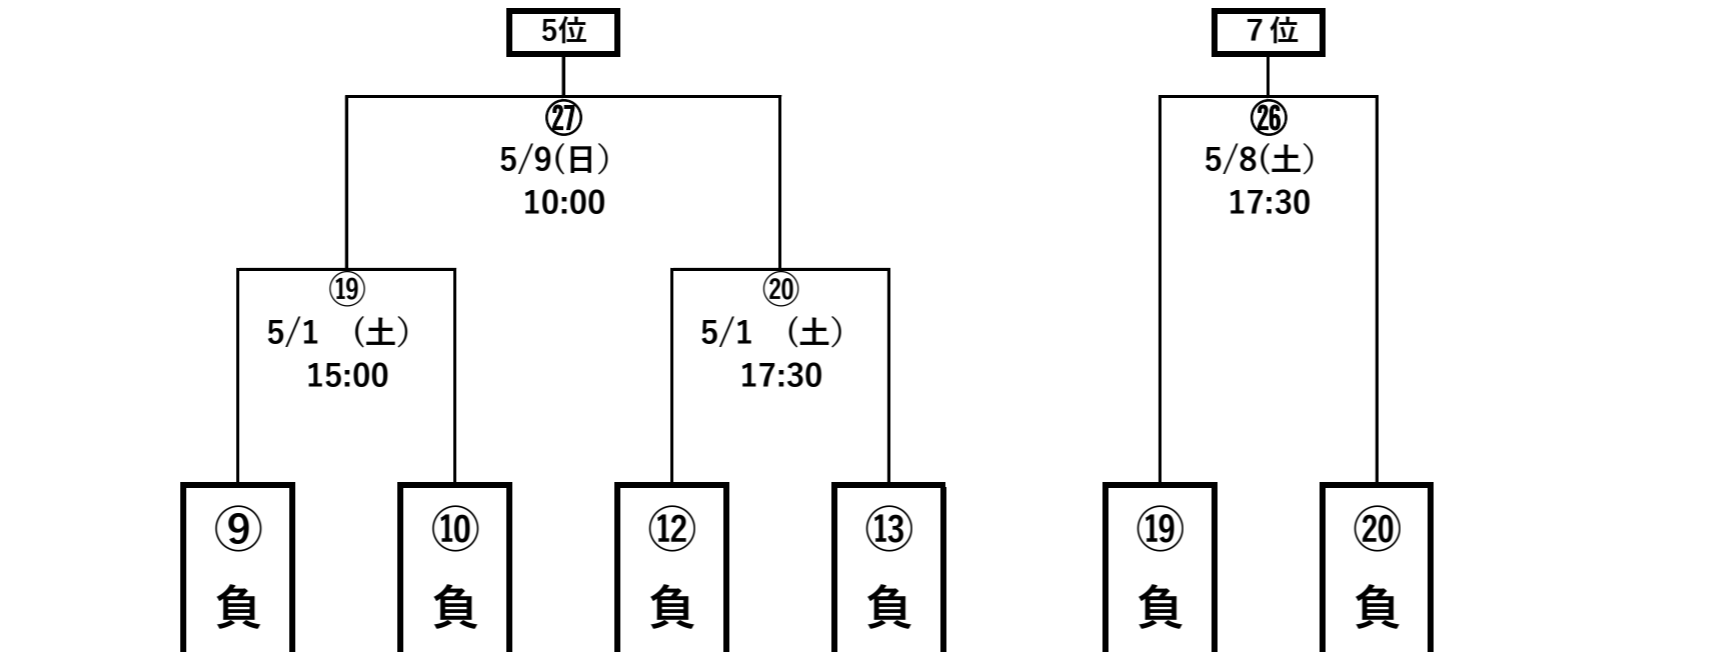 5位
７位
㉗
5/9(日)
10:00
㉖
5/8(土)
17:30
⑲
5/1　(土)
15:00
⑳
5/1　(土)
17:30
⑨
負
⑩
負
⑫
負
⑬
負
⑲
負
⑳
負